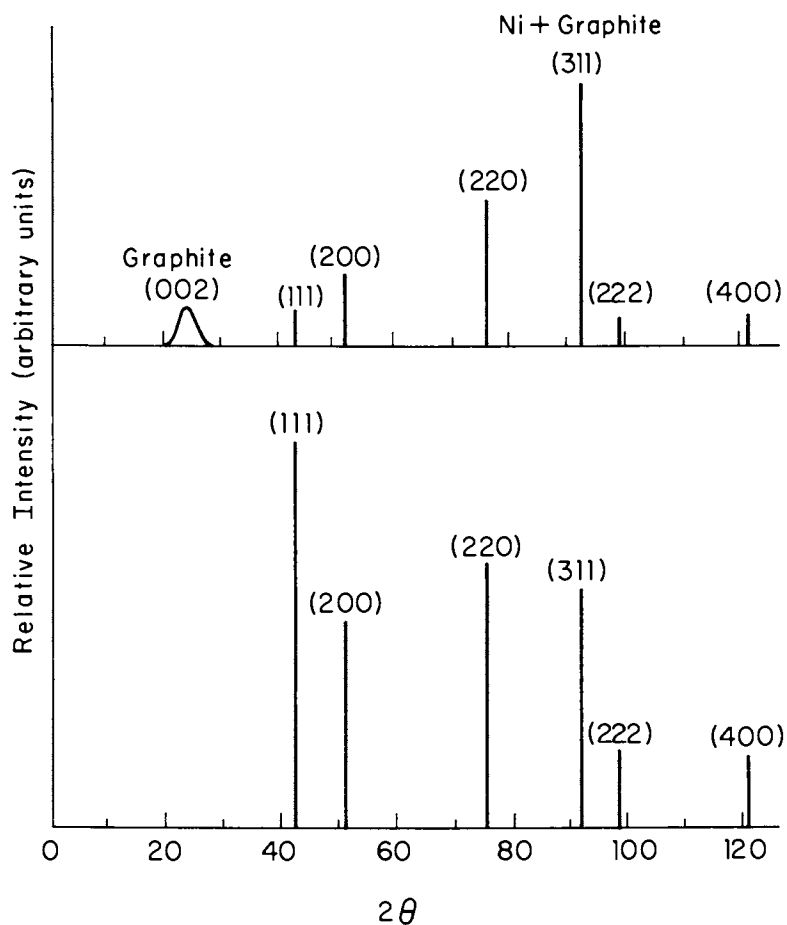 Ni + Graphite
(311)
(220)
Graphite
(002)
(200)
(111)
(222)
(400)
Relative Intensity (arbitrary units)
(111)
(220)
(311)
(200)
(222)
(400)
0 20 40 60 80 100 120
2θ